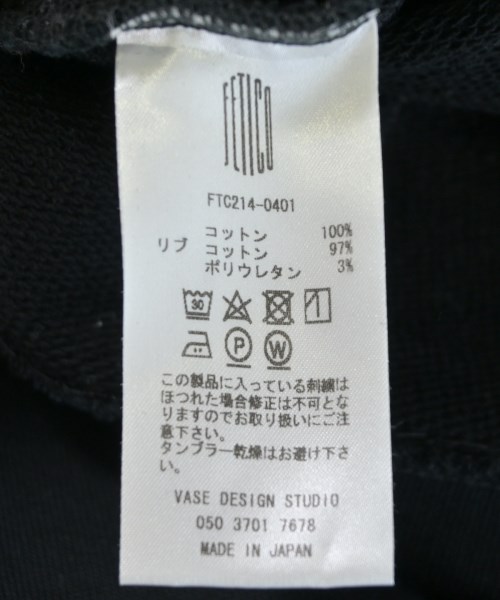 FETICO
FTC214-0401
コットン 100%
リブ コットン 97%
ポリウレタン 3%
30
P W
この製品に入っている刺繍は
ほつれた場合修正は不可とな
りますのでお取り扱いにご注
意下さい。
タンブラー乾燥はお避け下さ
い。
VASE DESIGN STUDIO
050 3701 7678
MADE IN JAPAN